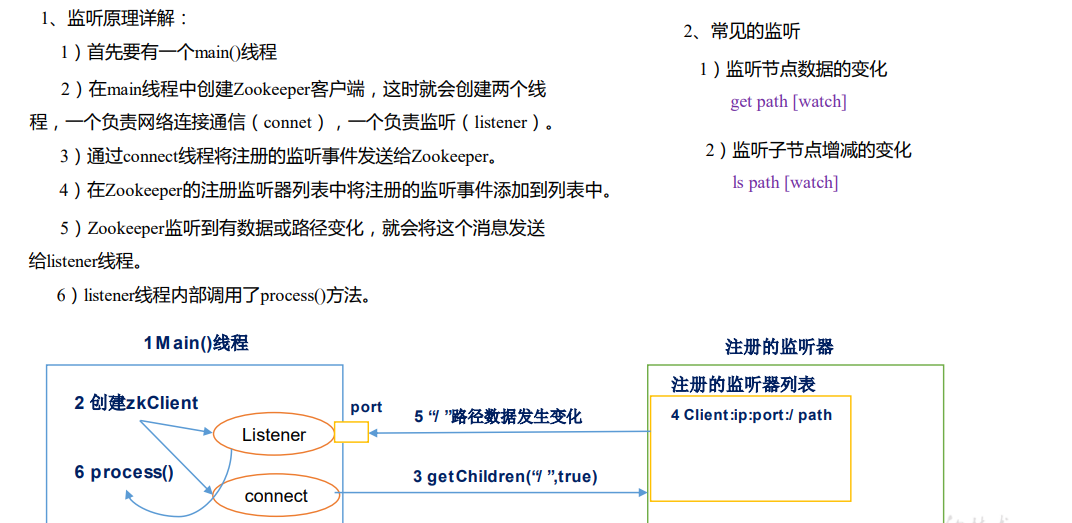 1、监听原理详解：
1）首先要有一个main()线程
2）在main线程中创建Zookeeper客户端，这时就会创建两个线
程，一个负责网络连接通信（connet），一个负责监听（listener）。
3）通过connect线程将注册的监听事件发送给Zookeeper。
4）在Zookeeper的注册监听器列表中将注册的监听事件添加到列表中。
5）Zookeeper监听到有数据或路径变化，就会将这个消息发送
给listener线程。
6）listener线程内部调用了process()方法。
2、常见的监听
1）监听节点数据的变化
get path [watch]
2）监听子节点增减的变化
ls path [watch]
1 Main()线程
2 创建zkClient
Listener
port
6 process()
connect
5 “/ ”路径数据发生变化
3 getChildren(“/ ”,true)
注册的监听器
注册的监听器列表
4 Client:ip:port:/ path